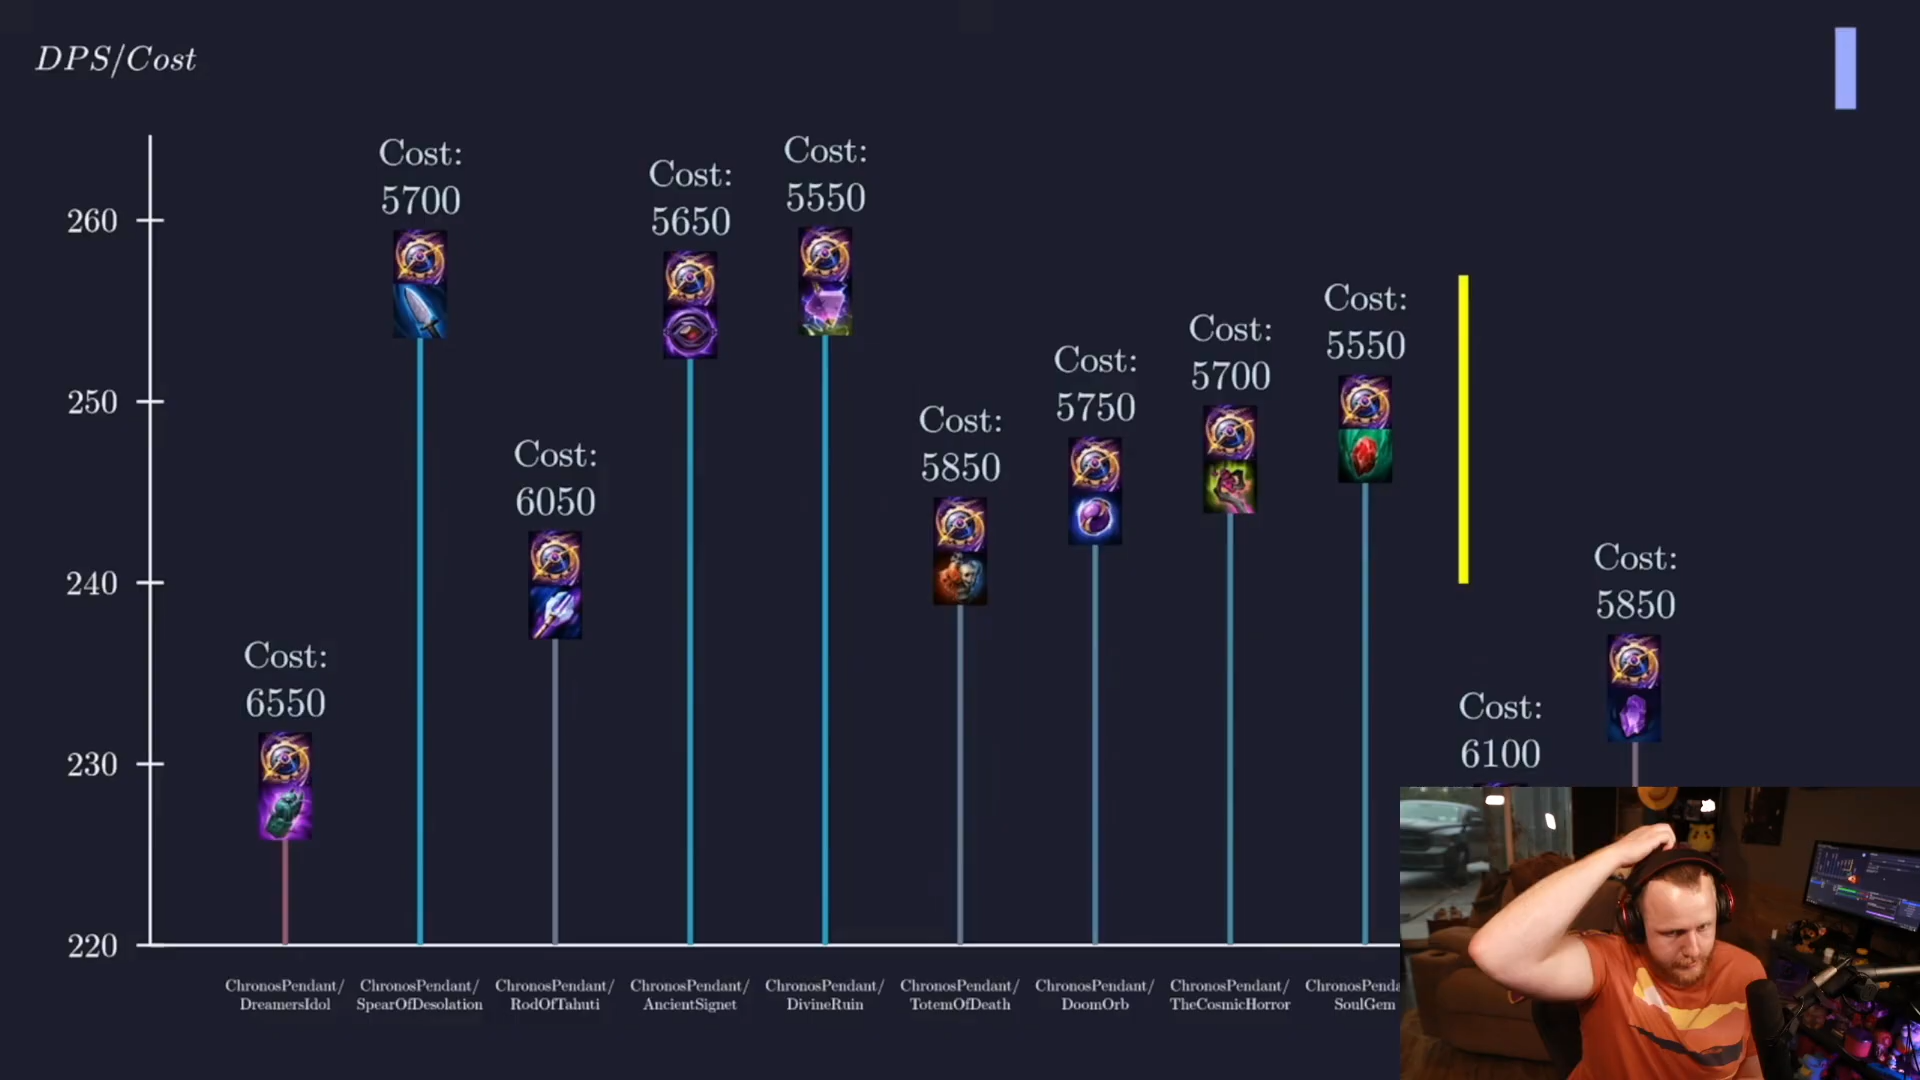 DPS/Cost
260
250
240
230
220
Cost:
6550
Cost:
5700
Cost:
6050
Cost:
5650
Cost:
5550
Cost:
5850
Cost:
5750
Cost:
5700
Cost:
5550
Cost:
6100
Cost:
5850
ChronosPendant/
DreamersIdol
ChronosPendant/
SpearOfDesolation
ChronosPendant/
RodOfTahuti
ChronosPendant/
AncientSignet
ChronosPendant/
DivineRuin
ChronosPendant/
TotemOfDeath
ChronosPendant/
DoomOrb
ChronosPendant/
TheCosmicHorror
ChronosPenda
SoulGem